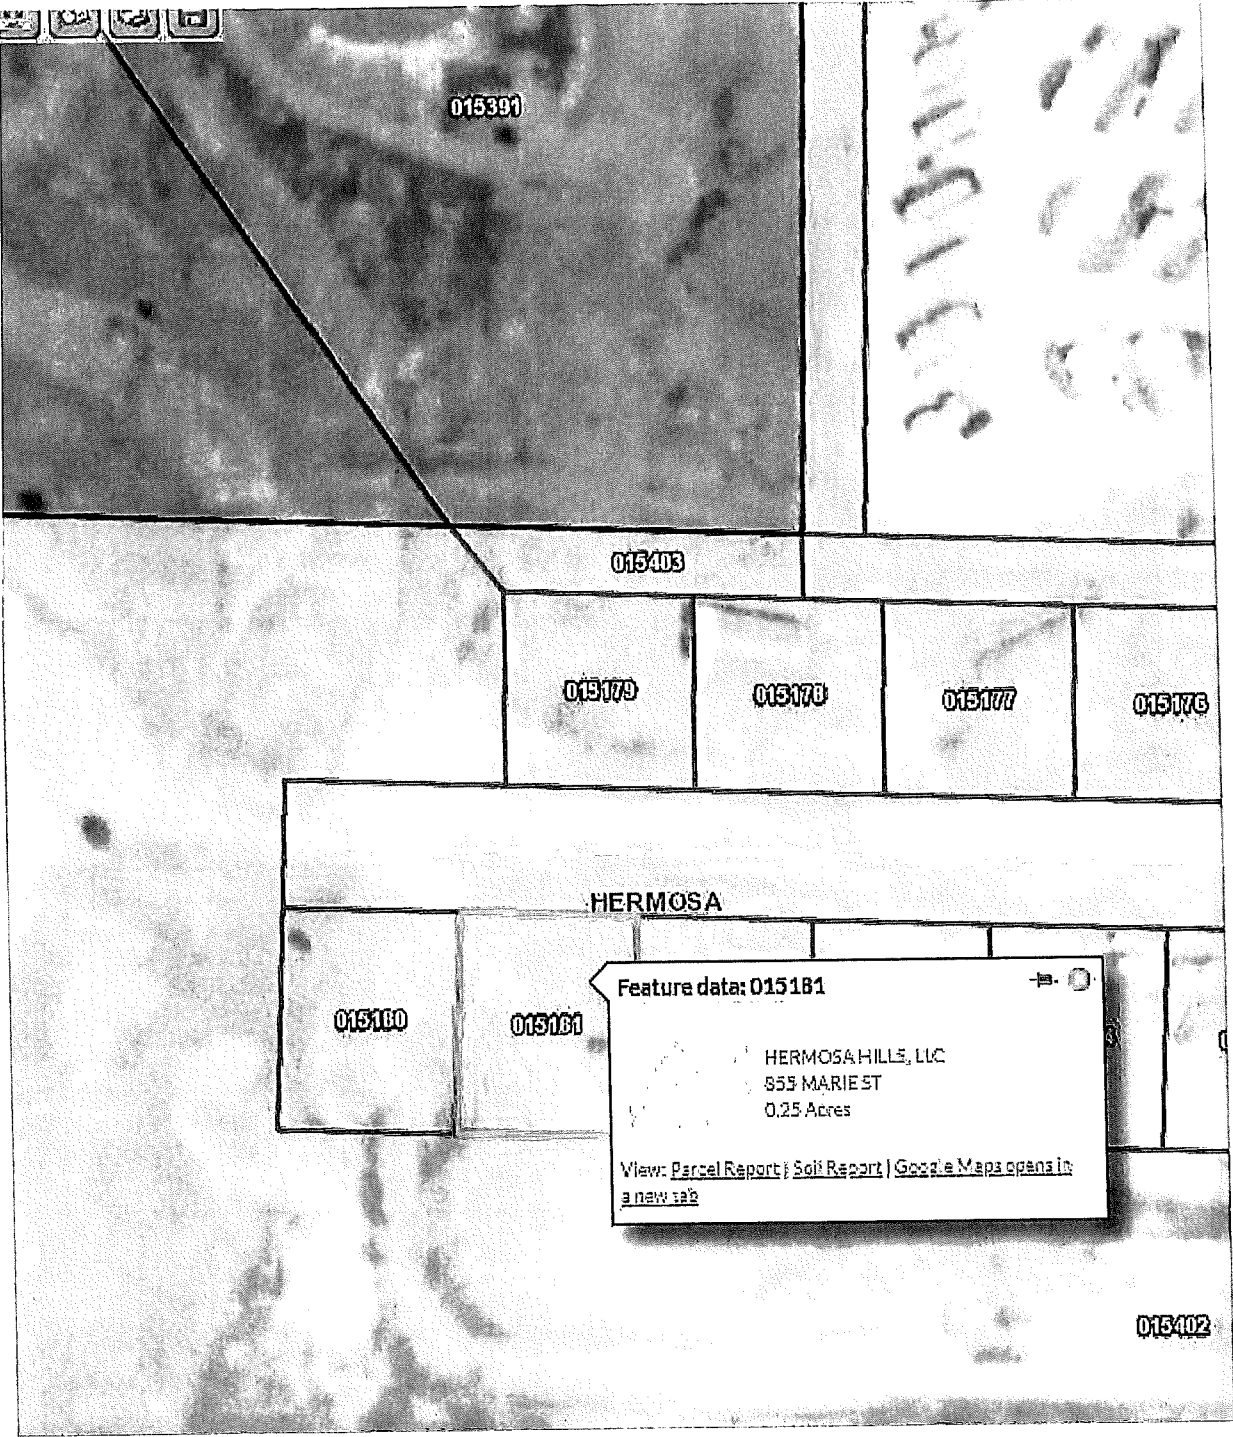 015391
015403
015179
015178
015177
015176
HERMOSA
015180
015181
Feature data: 015181
HERMOSA HILLS, LLC
855 MARIE ST
0.25 Acres
View: Parcel Report | Soil Report | Google Maps opens in
a new tab
015402